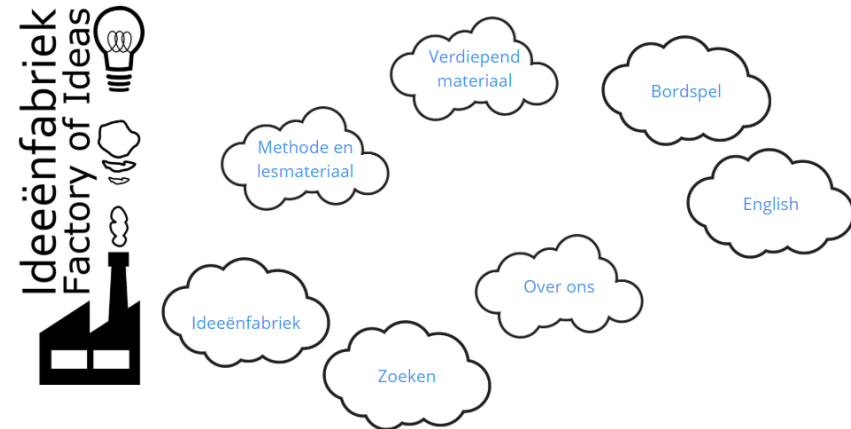 Ideeënfabriek
Factory of Ideas
Verdiepend
materiaal
Bordspel
Methode en
lesmateriaal
English
Over ons
Ideeënfabriek
Zoeken